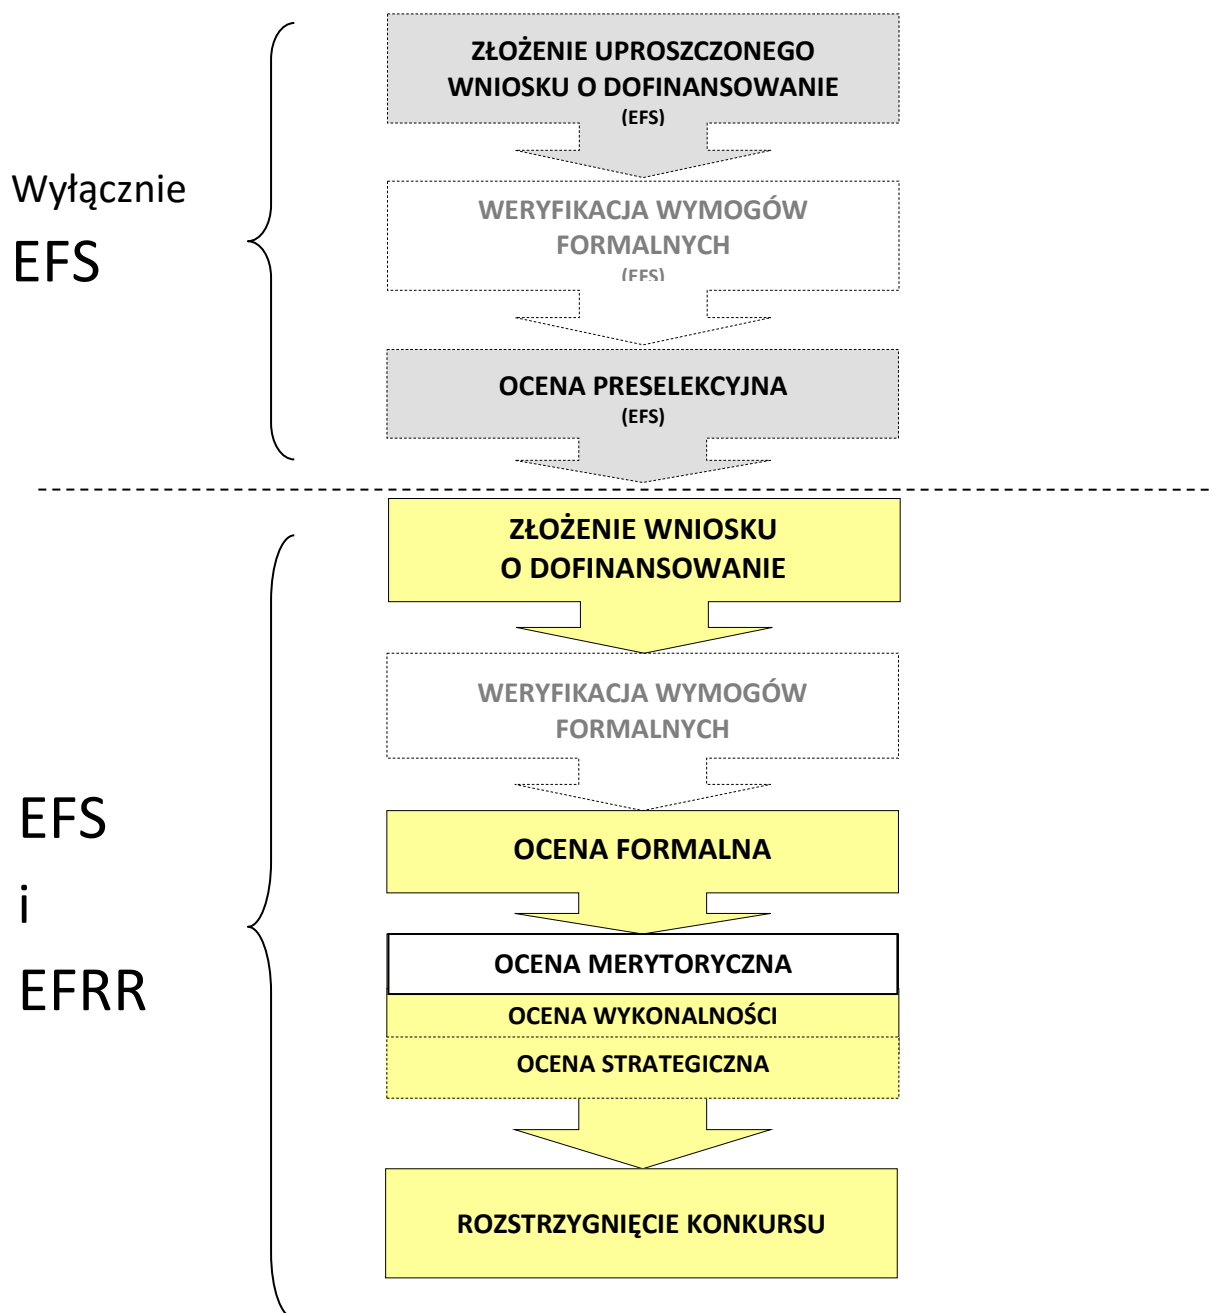 ZŁOŻENIE UPROSZCZONEGO
WNIOSKU O DOFINANSOWANIE
(EFS)
Wyłącznie
EFS
WERYFIKACJA WYMOGÓW
FORMALNYCH
(EFS)
OCENA PRESELEKCYJNA
(EFS)
ZŁOŻENIE WNIOSKU
O DOFINANSOWANIE
WERYFIKACJA WYMOGÓW
FORMALNYCH
EFS
i
EFRR
OCENA FORMALNA
OCENA MERYTORYCZNA
OCENA WYKONALNOŚCI
OCENA STRATEGICZNA
ROZSTRZYGNIĘCIE KONKURSU